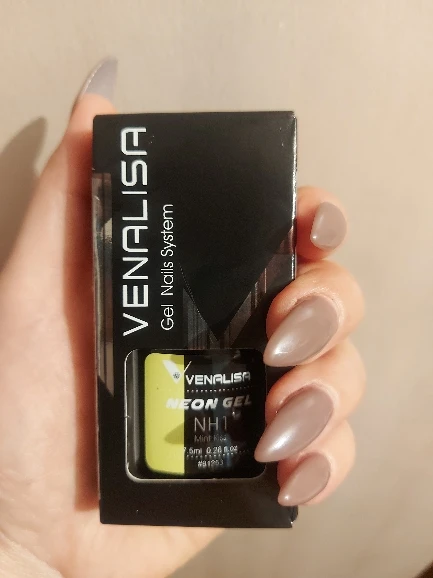 VENALISA
Gel Nails System
VENALISA
NEON GEL
NH1
Mint
7.5ml 0.26 fl.oz